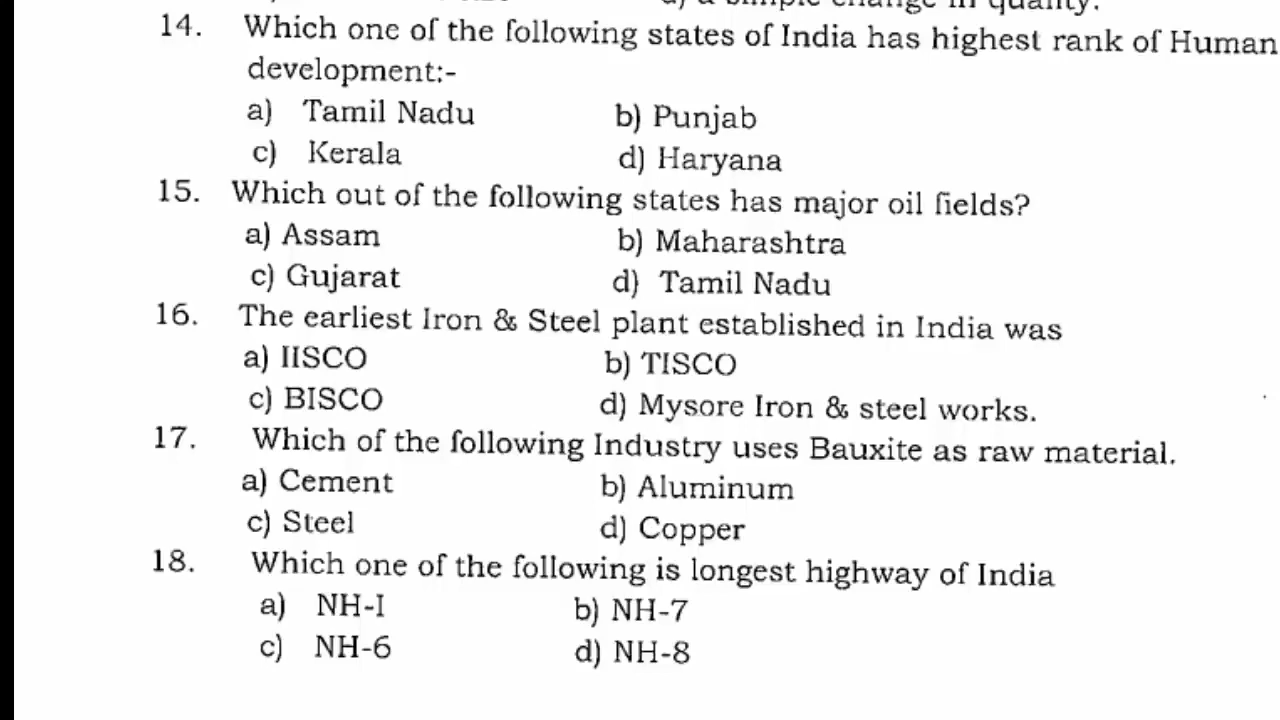 d) a simple change in quality.
14. Which one of the following states of India has highest rank of Human
development:-
a) Tamil Nadu b) Punjab
c) Kerala d) Haryana
15. Which out of the following states has major oil fields?
a) Assam b) Maharashtra
c) Gujarat d) Tamil Nadu
16. The earliest Iron & Steel plant established in India was
a) IISCO b) TISCO
c) BISCO d) Mysore Iron & steel works.
17. Which of the following Industry uses Bauxite as raw material.
a) Cement b) Aluminum
c) Steel d) Copper
18. Which one of the following is longest highway of India
a) NH-I b) NH-7
c) NH-6 d) NH-8